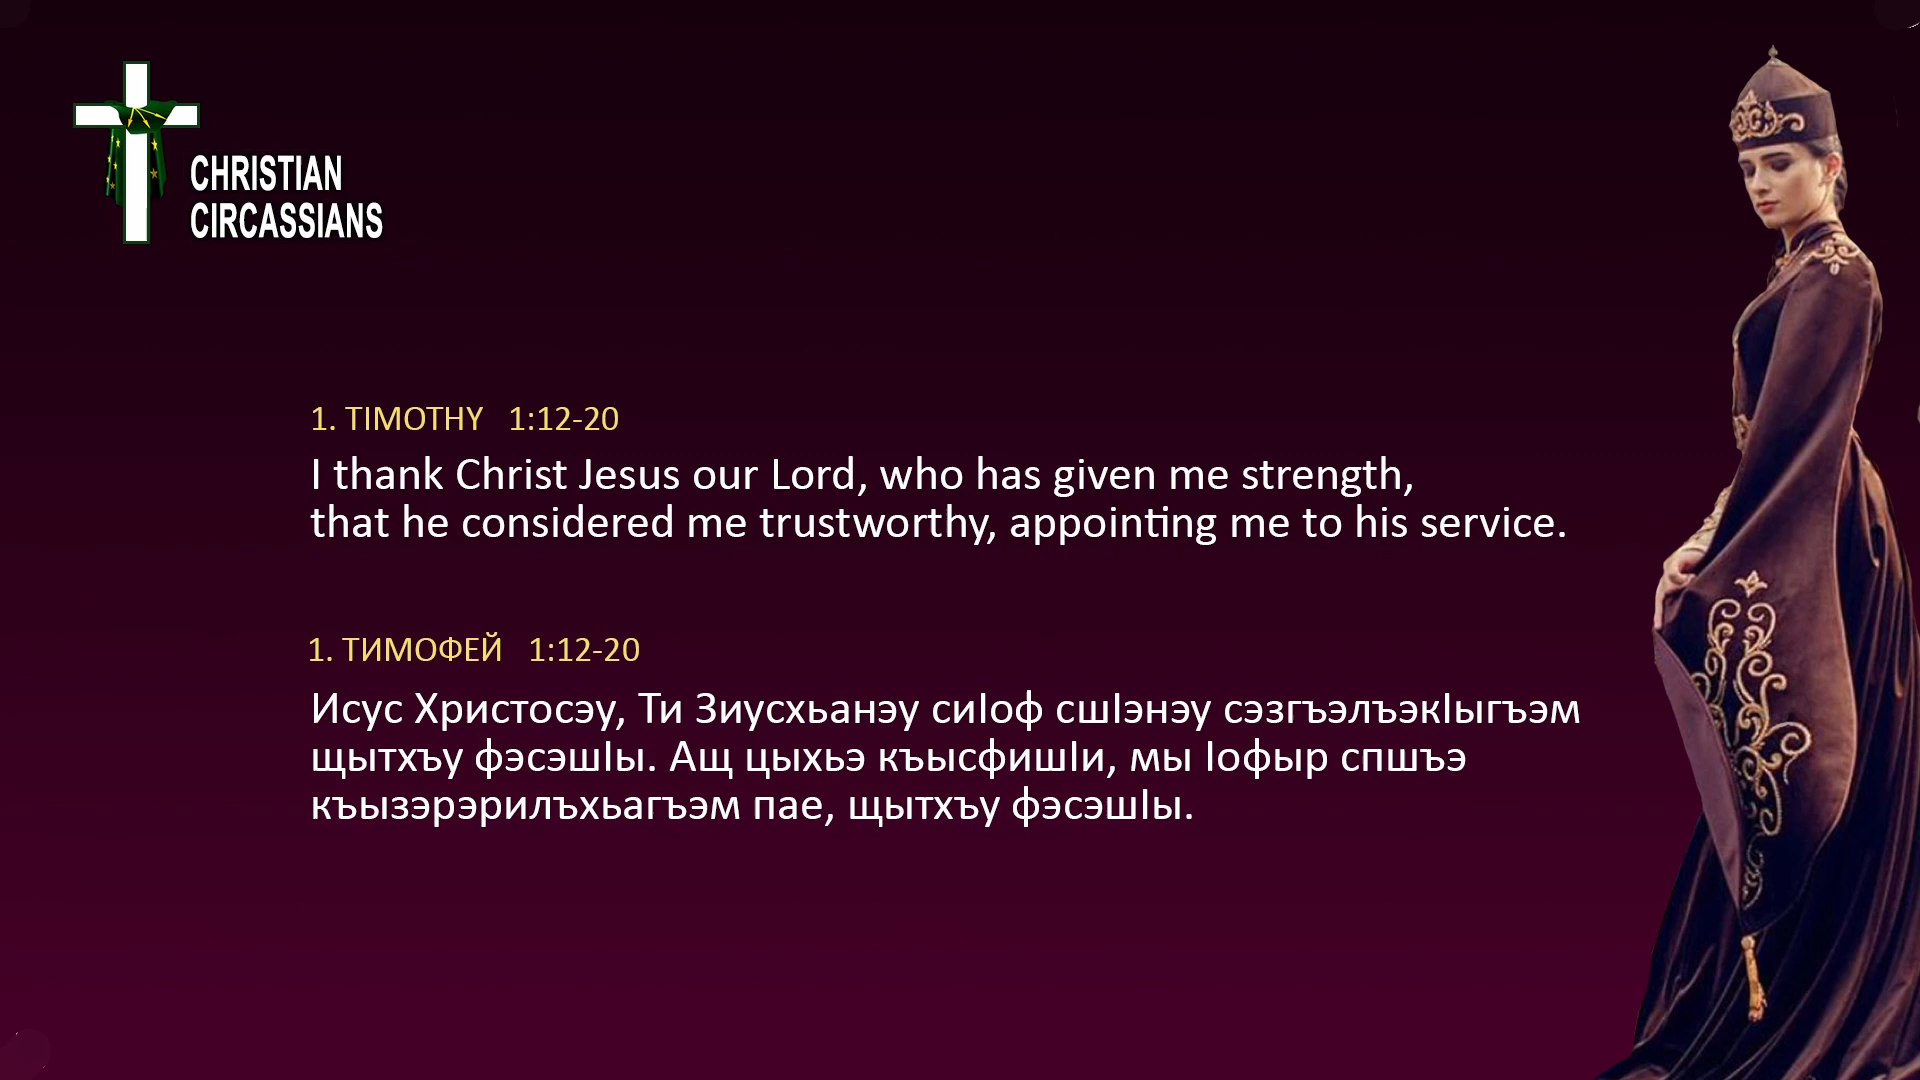 CHRISTIAN
CIRCASSIANS
1. TIMOTHY 1:12-20
I thank Christ Jesus our Lord, who has given me strength,
that he considered me trustworthy, appointing me to his service.
1. ТИМОФЕЙ 1:12-20
Исус Христосэу, Ти Зиусхьанэу сиIоф сшIэнэу сэзгъэлъэкIыгъэм
щытхъу фэсэшIы. Ащ цыхьэ къысфишIи, мы Iофыр спшъэ
къызэрэрилъхьагъэм пае, щытхъу фэсэшIы.